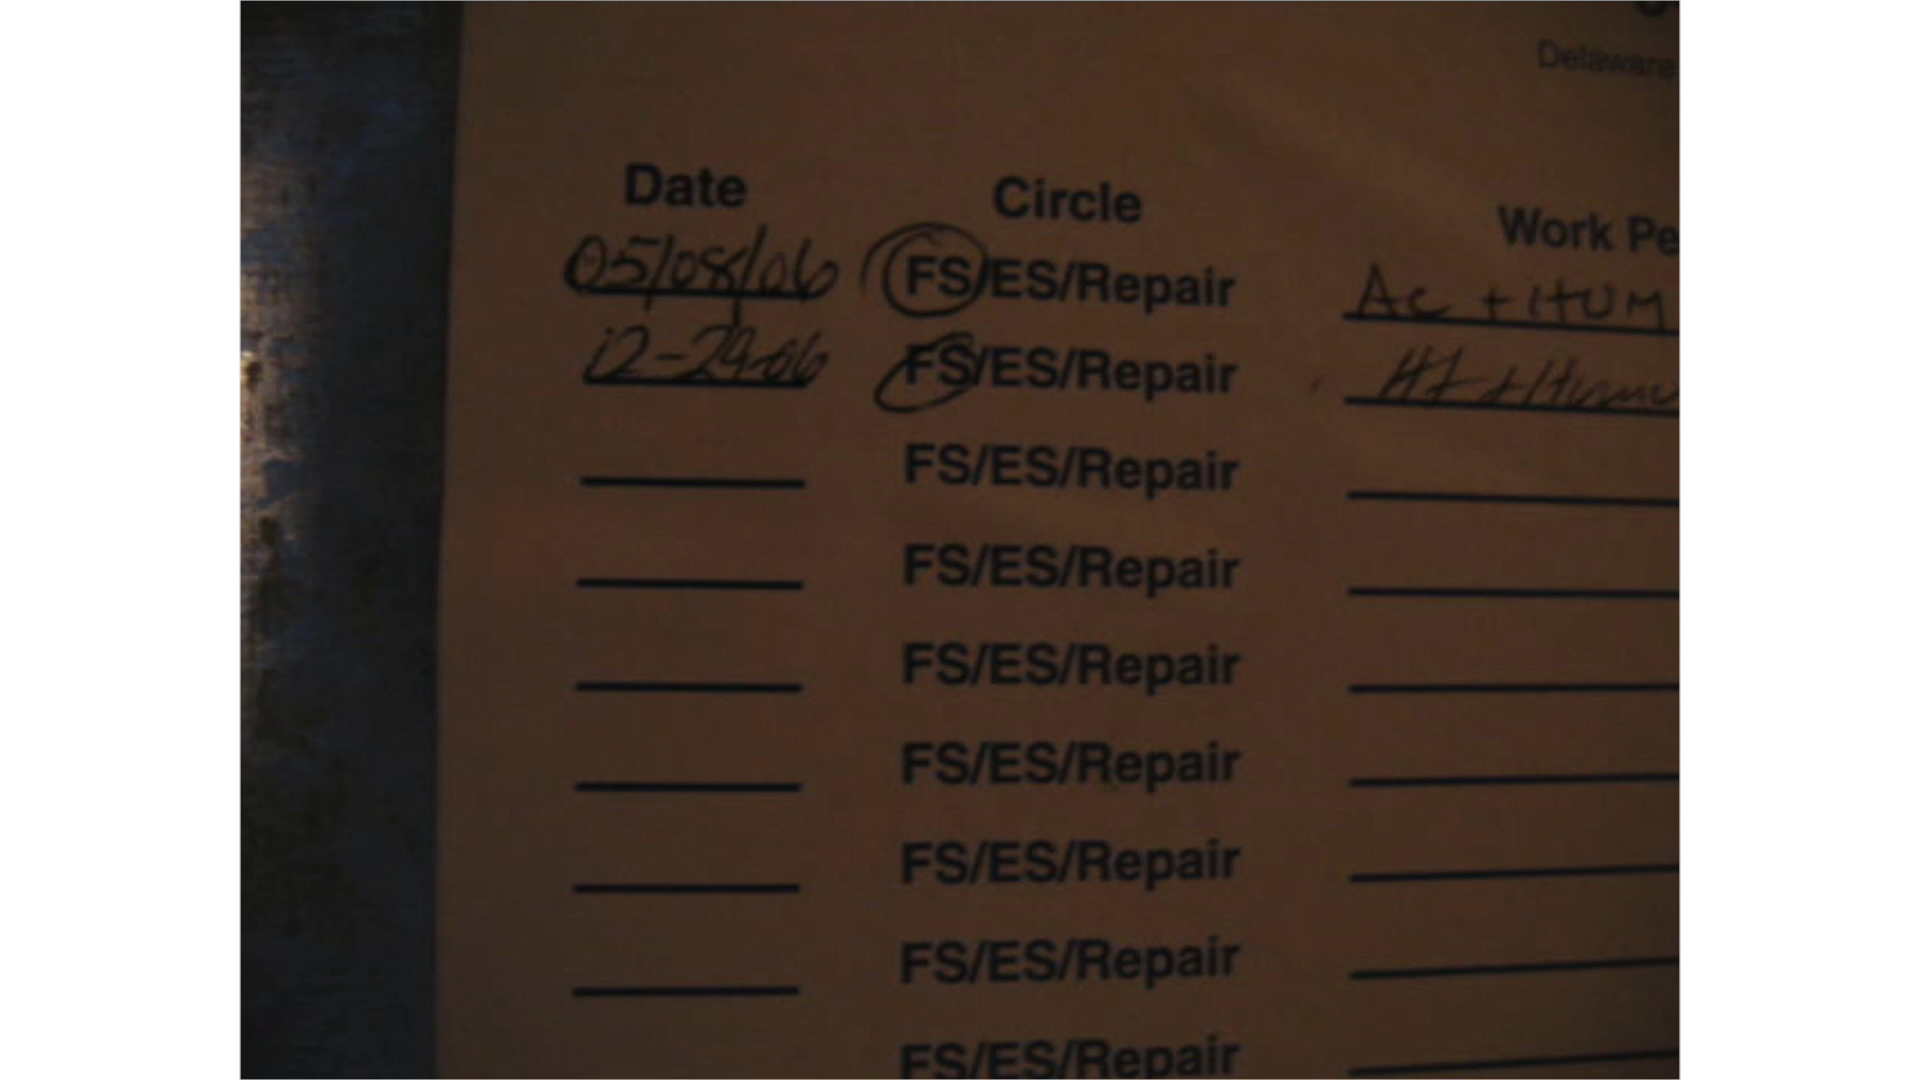 Delaware
Date Circle Work Pe
05/08/06 FS/ES/Repair AC + HUM
12-29-06 FS/ES/Repair Ht + Hum
FS/ES/Repair
FS/ES/Repair
FS/ES/Repair
FS/ES/Repair
FS/ES/Repair
FS/ES/Repair
FS/ES/Repair